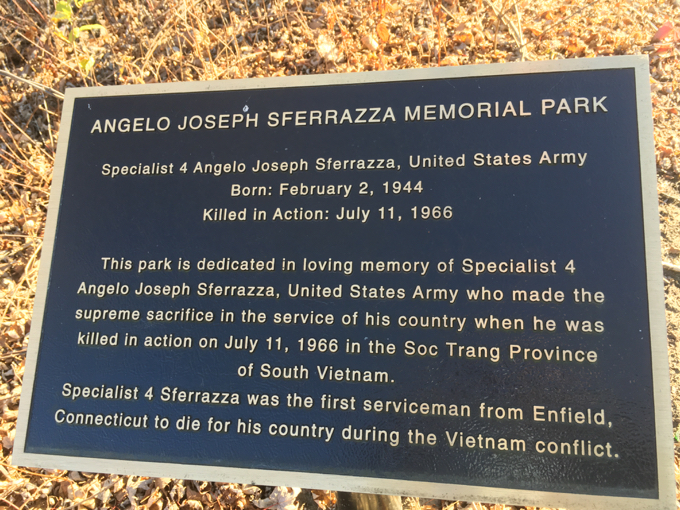 ANGELO JOSEPH SFERRAZZA MEMORIAL PARK
Specialist 4 Angelo Joseph Sferrazza, United States Army
Born: February 2, 1944
Killed in Action: July 11, 1966
This park is dedicated in loving memory of Specialist 4
Angelo Joseph Sferrazza, United States Army who made the
supreme sacrifice in the service of his country when he was
killed in action on July 11, 1966 in the Soc Trang Province
of South Vietnam.
Specialist 4 Sferrazza was the first serviceman from Enfield,
Connecticut to die for his country during the Vietnam conflict.